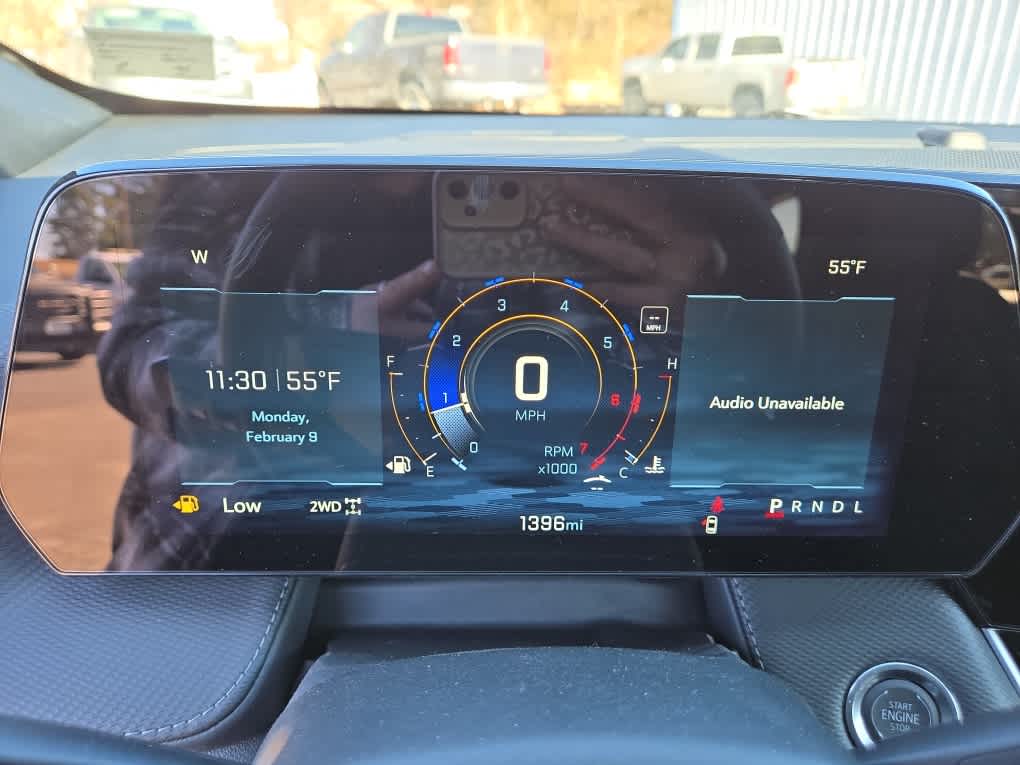 W
55°F
3 4
2 5
1 6
0 7
-- MPH
F
E
H
C
0
MPH
RPM
x1000
11:30 | 55°F
Monday,
February 9
Audio Unavailable
Low
2WD
1396mi
P R N D L
START
ENGINE
STOP